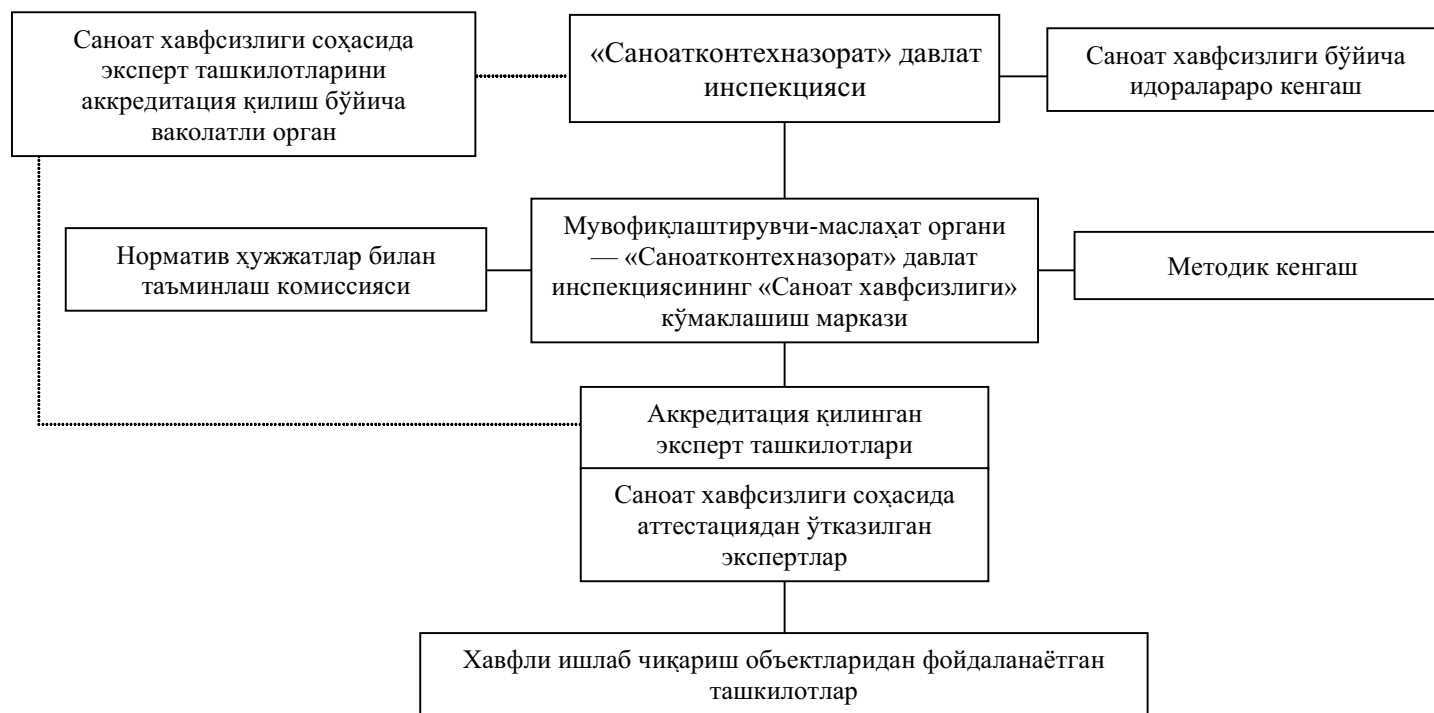 Саноат хавфсизлиги соҳасида
эксперт ташкилотларини
аккредитация қилиш бўйича
ваколатли орган
«Саноатконтехназорат» давлат
инспекцияси
Саноат хавфсизлиги бўйича
идоралараро кенгаш
Норматив ҳужжатлар билан
таъминлаш комиссияси
Мувофиқлаштирувчи-маслаҳат органи
— «Саноатконтехназорат» давлат
инспекциясининг «Саноат хавфсизлиги»
кўмаклашиш маркази
Методик кенгаш
Аккредитация қилинган
эксперт ташкилотлари
Саноат хавфсизлиги соҳасида
аттестациядан ўтказилган
экспертлар
Хавфли ишлаб чиқариш объектларидан фойдаланаётган
ташкилотлар